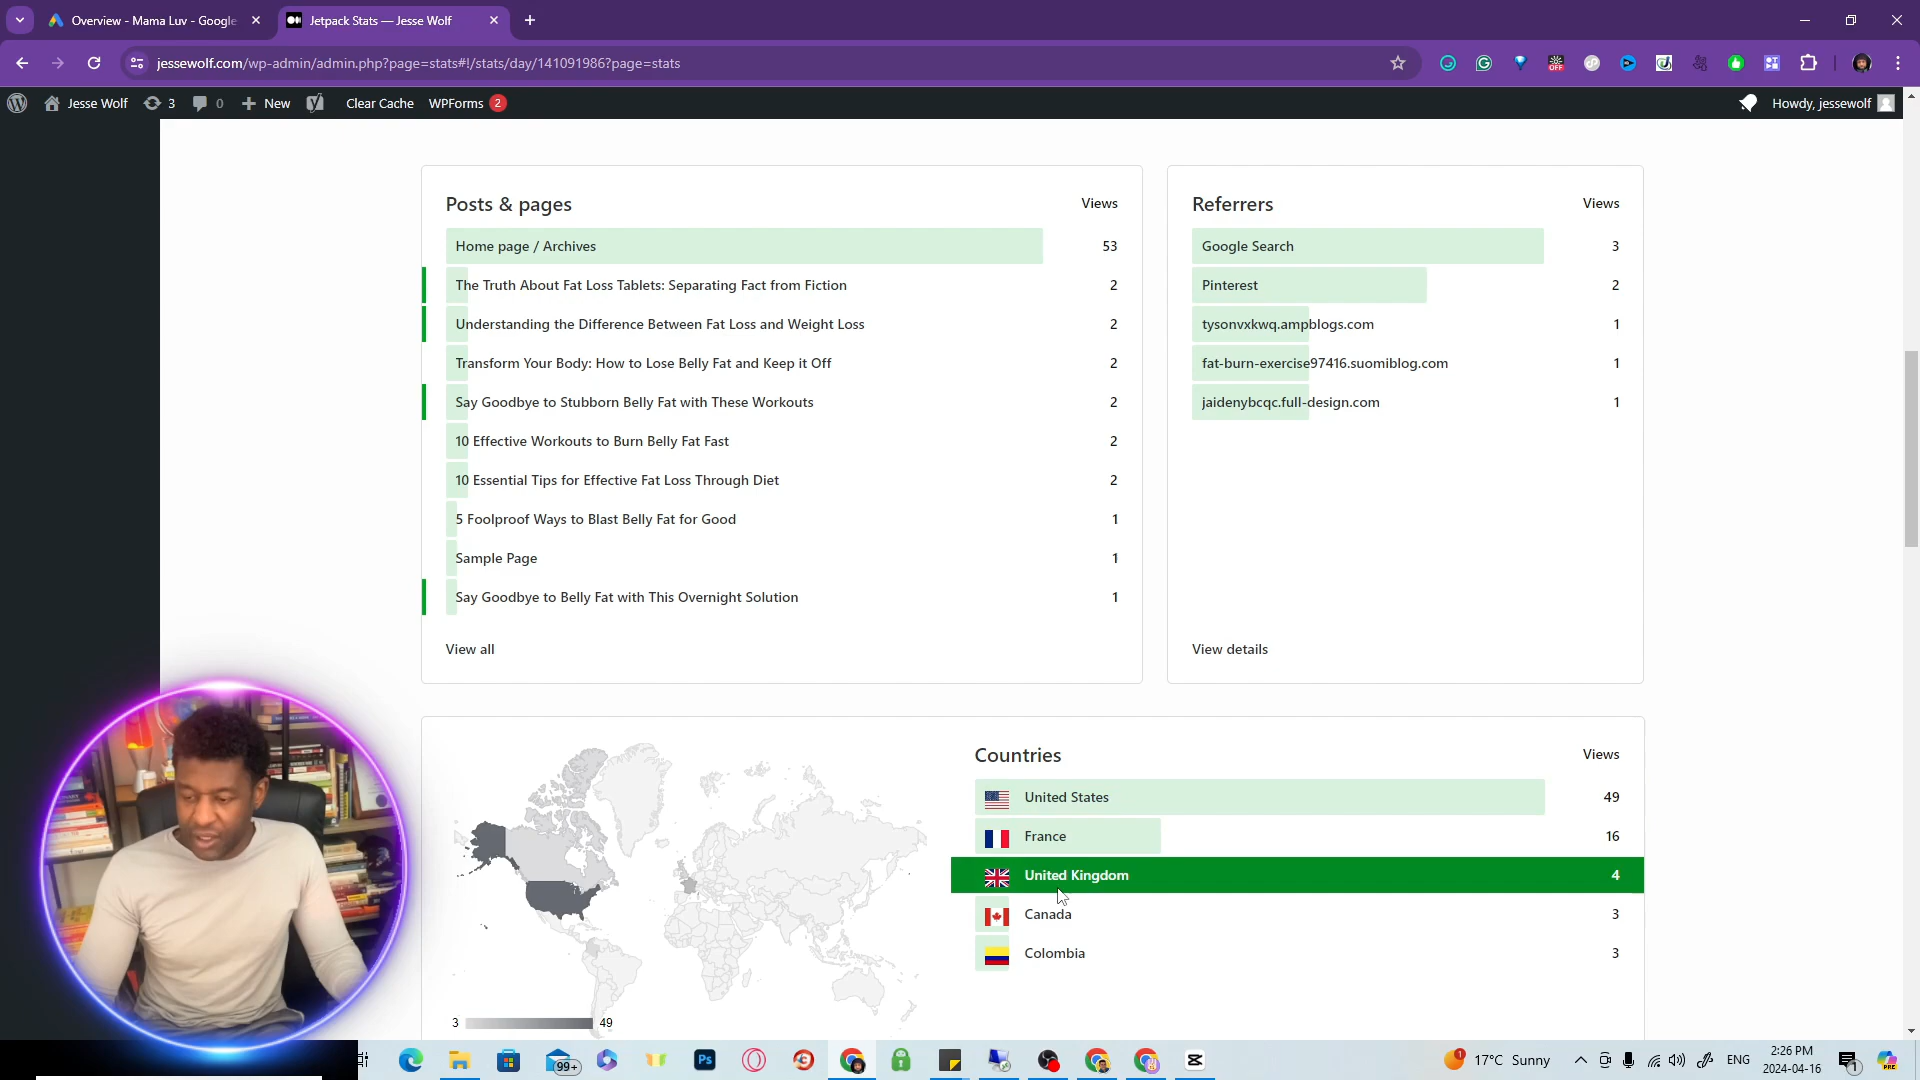 Overview - Mama Luv - Google
Jetpack Stats — Jesse Wolf
jessewolf.com/wp-admin/admin.php?page=stats#!/stats/day/141091986?page=stats
Jesse Wolf 3 0 New Clear Cache WPForms 2 Howdy, jessewolf
Posts & pages Views
Home page / Archives 53
The Truth About Fat Loss Tablets: Separating Fact from Fiction 2
Understanding the Difference Between Fat Loss and Weight Loss 2
Transform Your Body: How to Lose Belly Fat and Keep it Off 2
Say Goodbye to Stubborn Belly Fat with These Workouts 2
10 Effective Workouts to Burn Belly Fat Fast 2
10 Essential Tips for Effective Fat Loss Through Diet 2
5 Foolproof Ways to Blast Belly Fat for Good 1
Sample Page 1
Say Goodbye to Belly Fat with This Overnight Solution 1
View all
Referrers Views
Google Search 3
Pinterest 2
tysonvxkwq.ampblogs.com 1
fat-burn-exercise97416.suomiblog.com 1
jaidenybcqc.full-design.com 1
View details
Countries Views
United States 49
France 16
United Kingdom 4
Canada 3
Colombia 3
3 49
99+
Ps
1
17°C Sunny
ENG
2:26 PM
2024-04-16
1
PRE
OFF